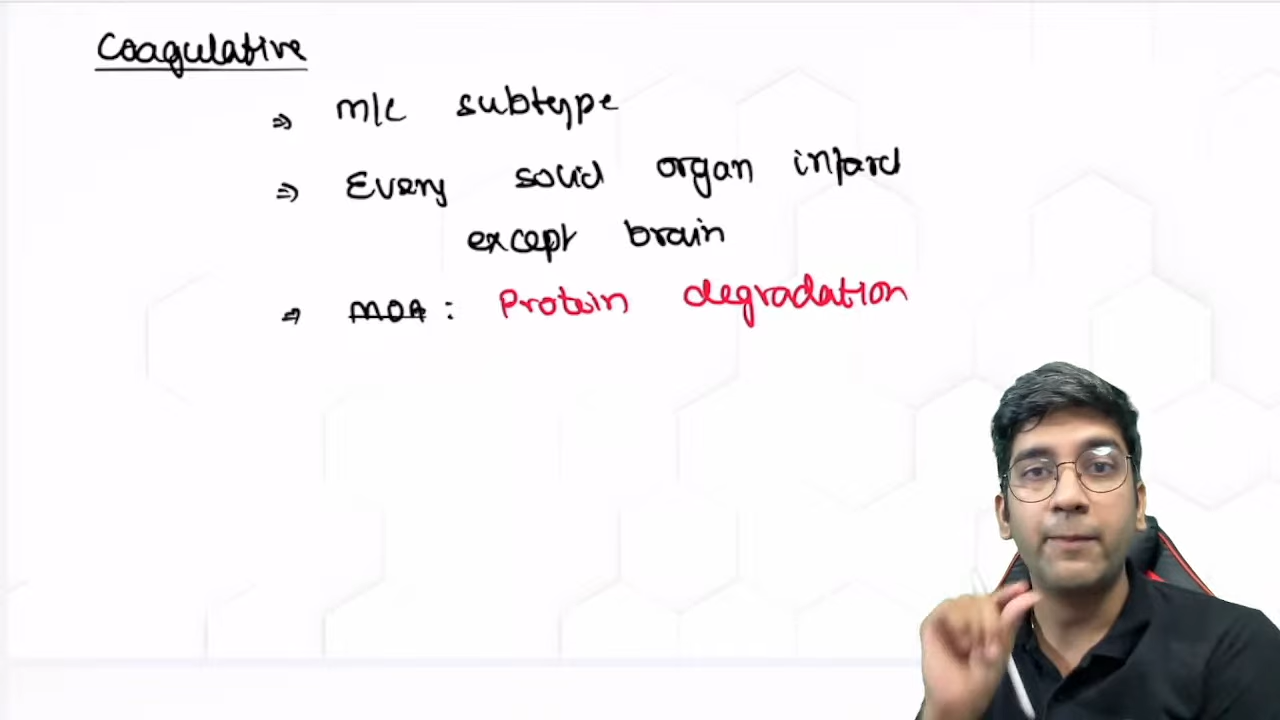 Coagulative
⇒ M/C subtype
⇒ Every solid organ infarct
except brain
⇒ MOA : Protein degradation